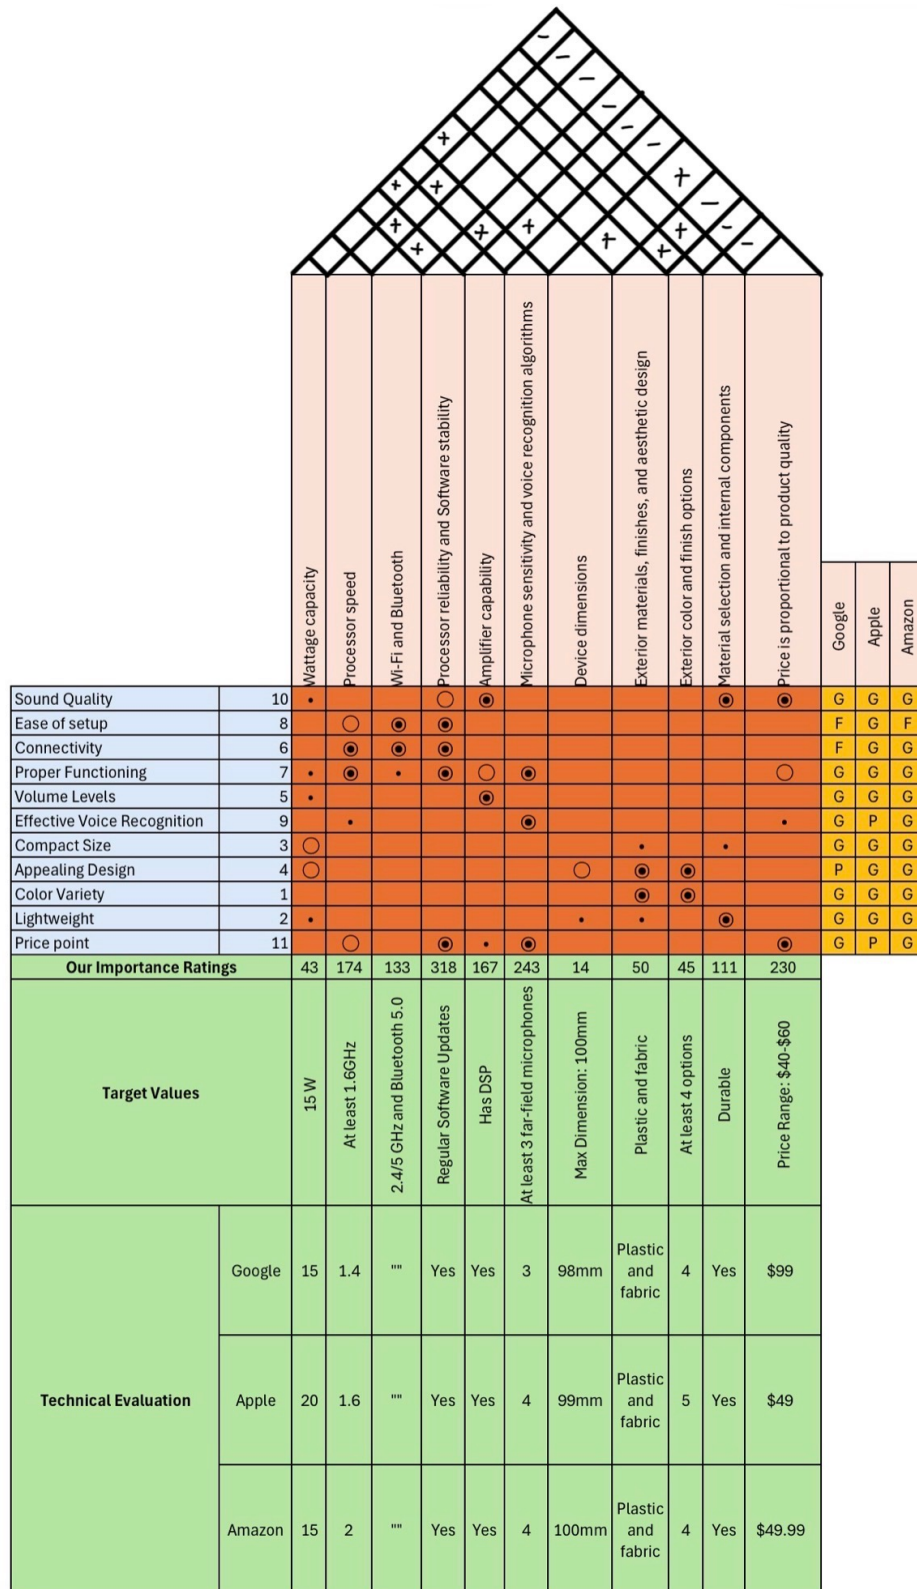 Wattage capacity
Processor speed
Wi-Fi and Bluetooth
Processor reliability and Software stability
Amplifier capability
Microphone sensitivity and voice recognition algorithms
Device dimensions
Exterior materials, finishes, and aesthetic design
Exterior color and finish options
Material selection and internal components
Price is proportional to product quality
Google
Apple
Amazon
Sound Quality 10 G G G
Ease of setup 8 F G F
Connectivity 6 F G G
Proper Functioning 7 G G G
Volume Levels 5 G G G
Effective Voice Recognition 9 G P G
Compact Size 3 G G G
Appealing Design 4 P G G
Color Variety 1 G G G
Lightweight 2 G G G
Price point 11 G P G
Our Importance Ratings 43 174 133 318 167 243 14 50 45 111 230
Target Values
15 W
At least 1.6GHz
2.4/5 GHz and Bluetooth 5.0
Regular Software Updates
Has DSP
At least 3 far-field microphones
Max Dimension: 100mm
Plastic and fabric
At least 4 options
Durable
Price Range: $40-$60
Technical Evaluation
Google 15 1.4 "" Yes Yes 3 98mm Plastic and fabric 4 Yes $99
Apple 20 1.6 "" Yes Yes 4 99mm Plastic and fabric 5 Yes $49
Amazon 15 2 "" Yes Yes 4 100mm Plastic and fabric 4 Yes $49.99